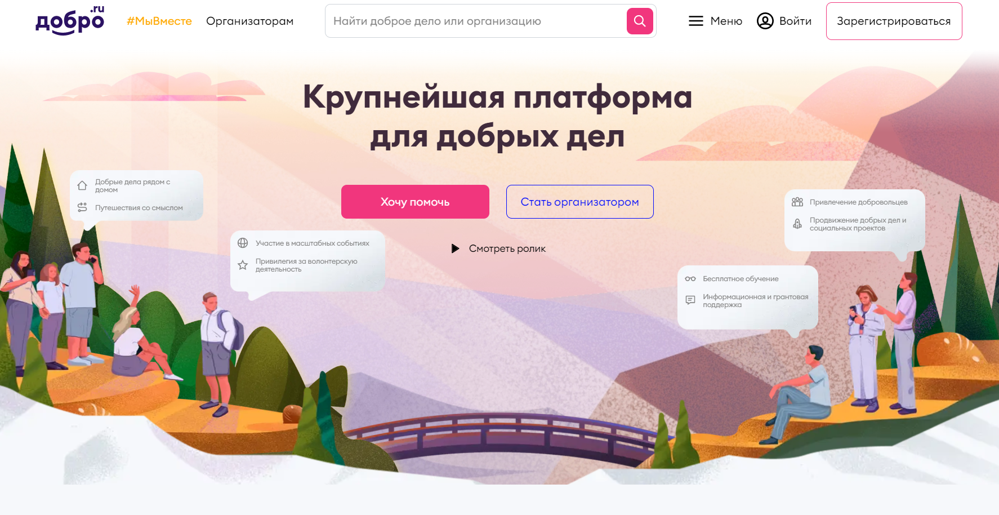 добро.ru
#МыВместе
Организаторам
Найти доброе дело или организацию
Меню
Войти
Зарегистрироваться
Крупнейшая платформа
для добрых дел
Хочу помочь
Стать организатором
Смотреть ролик
Добрые дела рядом с
домом
Путешествия со смыслом
Участие в масштабных событиях
Привилегия за волонтерскую
деятельность
Привлечение добровольцев
Продвижение добрых дел и
социальных проектов
Бесплатное обучение
Информационная и грантовая
поддержка